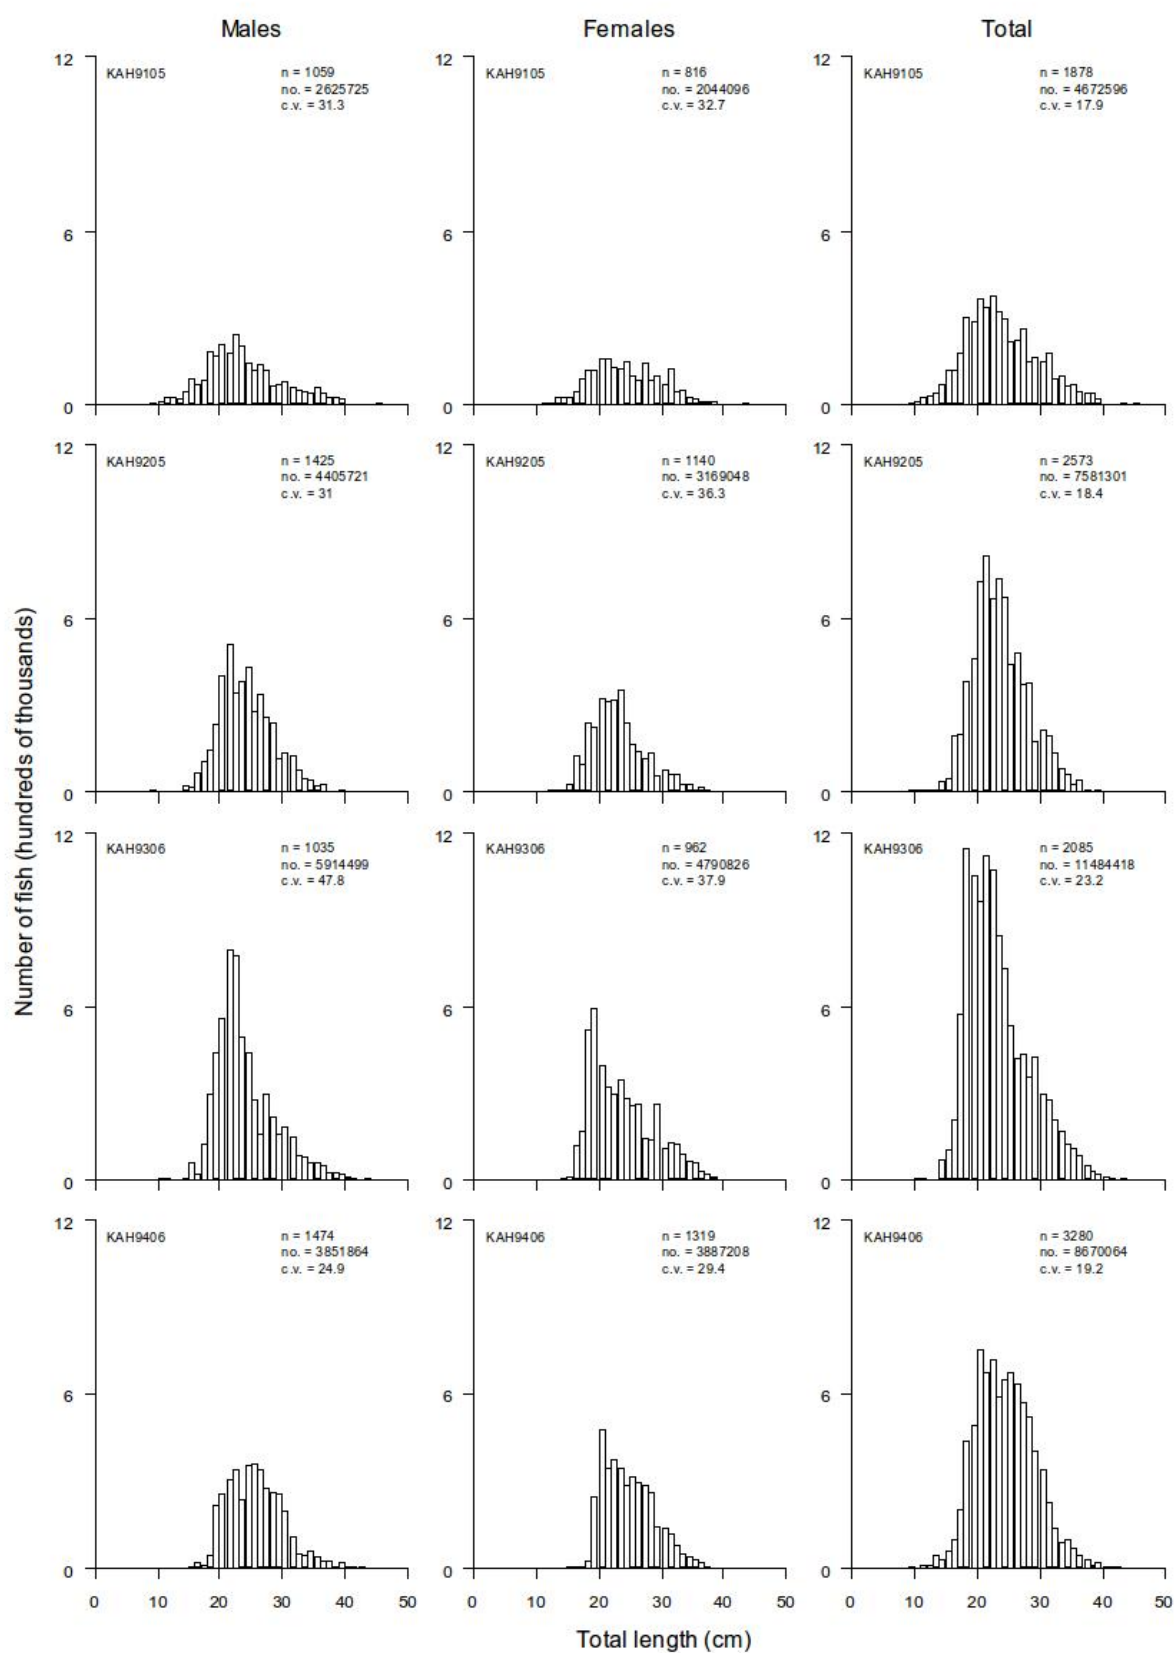 Males
Females
Total
12
KAH9105
n = 1059
no. = 2625725
c.v. = 31.3
6
0
12
KAH9105
n = 816
no. = 2044096
c.v. = 32.7
6
0
12
KAH9105
n = 1878
no. = 4672596
c.v. = 17.9
6
0
12
KAH9205
n = 1425
no. = 4405721
c.v. = 31
6
0
12
KAH9205
n = 1140
no. = 3169048
c.v. = 36.3
6
0
12
KAH9205
n = 2573
no. = 7581301
c.v. = 18.4
6
0
Number of fish (hundreds of thousands)
12
KAH9306
n = 1035
no. = 5914499
c.v. = 47.8
6
0
12
KAH9306
n = 962
no. = 4790826
c.v. = 37.9
6
0
12
KAH9306
n = 2085
no. = 11484418
c.v. = 23.2
6
0
12
KAH9406
n = 1474
no. = 3851864
c.v. = 24.9
6
0
0 10 20 30 40 50
12
KAH9406
n = 1319
no. = 3887208
c.v. = 29.4
6
0
0 10 20 30 40 50
12
KAH9406
n = 3280
no. = 8670064
c.v. = 19.2
6
0
0 10 20 30 40 50
Total length (cm)